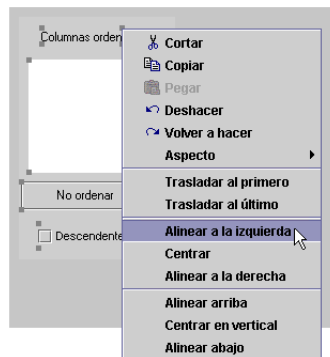 Columnas orden
Cortar
Copiar
Pegar
Deshacer
Volver a hacer
Aspecto
Trasladar al primero
No ordenar
Trasladar al último
Descendente
Alinear a la izquierda
Centrar
Alinear a la derecha
Alinear arriba
Centrar en vertical
Alinear abajo